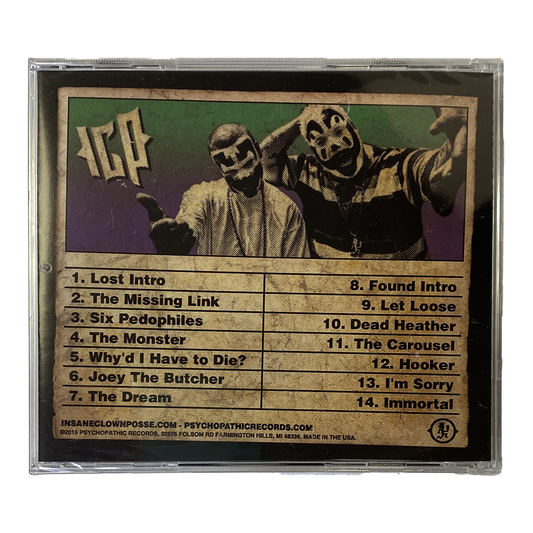 ICP
1. Lost Intro
2. The Missing Link
3. Six Pedophiles
4. The Monster
5. Why'd I Have to Die?
6. Joey The Butcher
7. The Dream
8. Found Intro
9. Let Loose
10. Dead Heather
11. The Carousel
12. Hooker
13. I'm Sorry
14. Immortal
INSANECLOWNPOSSE.COM - PSYCHOPATHICRECORDS.COM
©2015 PSYCHOPATHIC RECORDS, 32575 FOLSOM RD FARMINGTON HILLS, MI 48336, MADE IN THE USA.